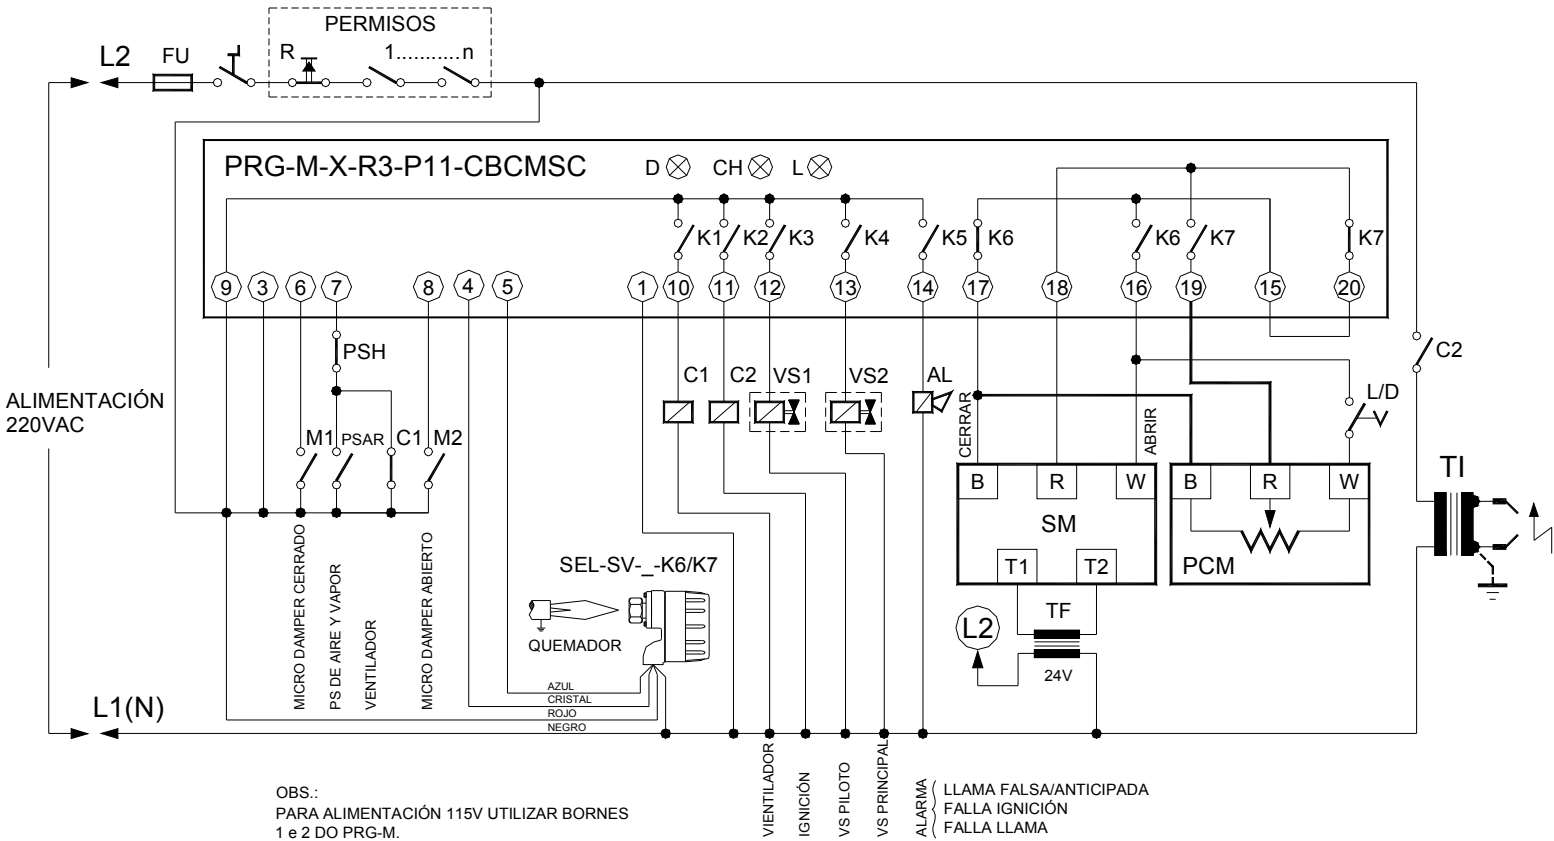 PERMISOS
L2
FU
R
1...........n
PRG-M-X-R3-P11-CBCMSC
D
CH
L
K1
K2
K3
K4
K5
K6
K6
K7
K7
9
3
6
7
8
4
5
1
10
11
12
13
14
17
18
16
19
15
20
PSH
C2
C1
C2
VS1
VS2
AL
CERRAR
ABRIR
L/D
ALIMENTACIÓN
220VAC
M1
PSAR
C1
M2
B
R
W
B
R
W
TI
SM
PCM
T1
T2
MICRO DAMPER CERRADO
PS DE AIRE Y VAPOR
VENTILADOR
MICRO DAMPER ABIERTO
SEL-SV-_-K6/K7
QUEMADOR
TF
L2
24V
AZUL
CRISTAL
ROJO
NEGRO
L1(N)
VIENTILADOR
IGNICIÓN
VS PILOTO
VS PRINCIPAL
ALARMA
LLAMA FALSA/ANTICIPADA
FALLA IGNICIÓN
FALLA LLAMA
OBS.:
PARA ALIMENTACIÓN 115V UTILIZAR BORNES
1 e 2 DO PRG-M.